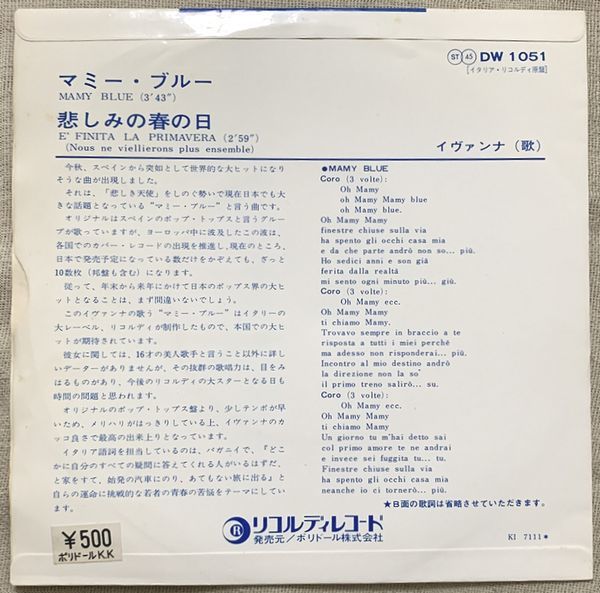 ST 45 DW 1051
[イタリア・リコルディ原盤]
マミー・ブルー
MAMY BLUE (3'43")
悲しみの春の日
E' FINITA LA PRIMAVERA (2'59")
(Nous ne viellierons plus ensemble)
イヴァンナ (歌)
今秋、スペインから突如として世界的な大ヒットになり
そうな曲が出現しました。
それは、「悲しき天使」をしのぐ勢いで現在日本でも大
きな話題となっている"マミー・ブルー"と言う曲です。
オリジナルはスペインのポップ・トップスと言うグルー
プが歌っていますが、ヨーロッパ中に波及したこの波は、
各国でのカバー・レコードの出現を推進し、現在のところ、
日本で発売予定になっている数だけをかぞえても、ざっと
10数枚(邦盤も含む)になります。
従って、年末から来年にかけて日本のポップス界の大ヒ
ットとなることは、まず間違いないでしょう。
このイヴァンナの歌う"マミー・ブルー"はイタリーの
大レーベル、リコルディが制作したもので、本国での大ヒ
ットが期待されています。
彼女に関しては、16才の美人歌手と言うこと以外に詳し
いデーターがありませんが、その抜群の歌唱力は、目をみ
はるものがあり、今後のリコルディの大スターとなる日も
時間の問題と思われます。
オリジナルのポップ・トップス盤より、少しテンポが早
いため、メリハリがはっきりしている上、イヴァンナのカ
ッコ良さで最高の出来上りとなっています。
イタリア語詞を担当しているのは、パガニイで、『どこ
かに自分のすべての疑問に答えてくれる人がいるはずだ、
と家をすて、始発の汽車にのり、あてもない旅に出る』と
自らの運命に挑戦的な若者の青春の苦悩をテーマにしてい
ます。
●MAMY BLUE
Coro (3 volte):
Oh Mamy
oh Mamy Mamy blue
oh Mamy blue.
Oh Mamy Mamy
finestre chiuse sulla via
ha spento gli occhi casa mia
e da che parte andrò non so... più.
Ho sedici anni e son già
ferita dalla realtà
mi sento ogni minuto più... giù.
Coro (3 volte):
Oh Mamy ecc.
Oh Mamy Mamy
ti chiamo Mamy.
Trovavo sempre in braccio a te
risposta a tutti i miei perché
ma adesso non risponderai... più.
Incontro al mio destino andrò
la direzione non la so'
il primo treno salirò... su.
Coro (3 volte):
Oh Mamy ecc.
Oh Mamy Mamy
ti chiamo Mamy
Un giorno tu m'hai detto sai
col primo amore te ne andrai
e invece sei fuggita tu... tu.
Finestre chiuse sulla via
ha spento gli occhi casa mia
neanche io ci tornerò... più.
★B面の歌詞は省略させていただきます。
¥500
ポリドールK.K
R リコルディレコード
発売元/ポリドール株式会社
KI 7111★